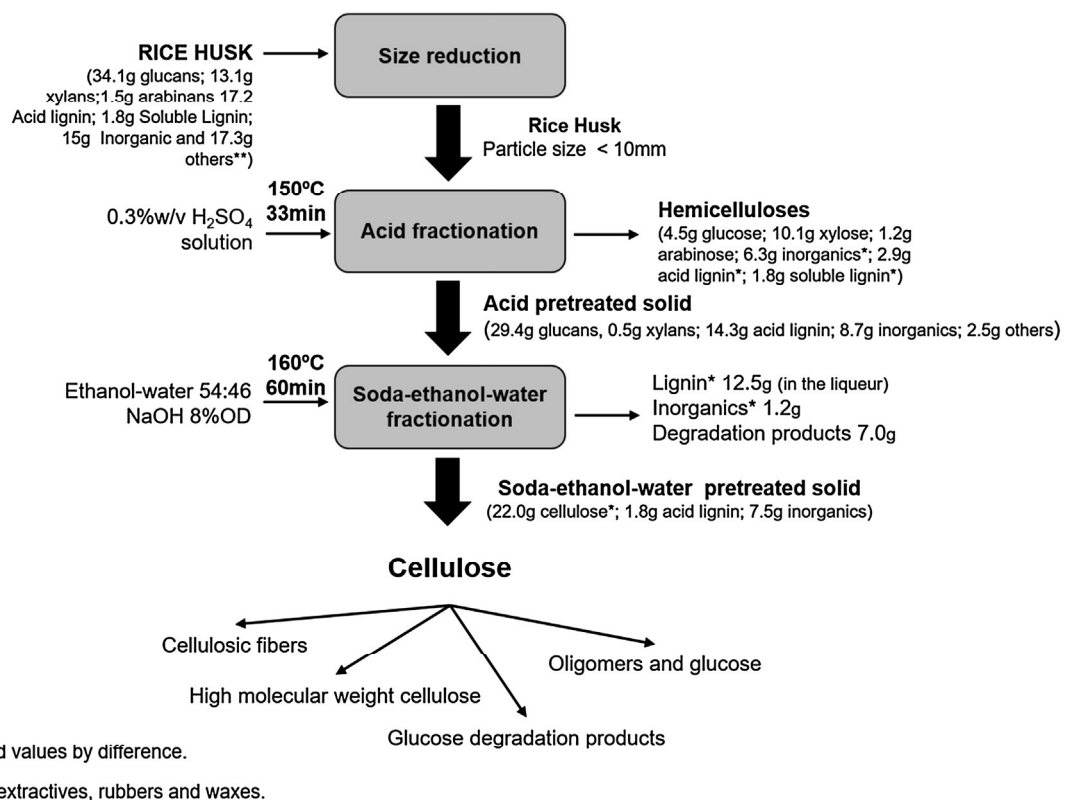 RICE HUSK
(34.1g glucans; 13.1g
xylans;1.5g arabinans 17.2
Acid lignin; 1.8g Soluble Lignin;
15g Inorganic and 17.3g
others**)
Size reduction
Rice Husk
Particle size < 10mm
0.3%w/v H₂SO₄
solution
150ºC
33min
Acid fractionation
Hemicelluloses
(4.5g glucose; 10.1g xylose; 1.2g
arabinose; 6.3g inorganics*; 2.9g
acid lignin*; 1.8g soluble lignin*)
Acid pretreated solid
(29.4g glucans, 0.5g xylans; 14.3g acid lignin; 8.7g inorganics; 2.5g others)
Ethanol-water 54:46
NaOH 8%OD
160ºC
60min
Soda-ethanol-water
fractionation
Lignin* 12.5g (in the liqueur)
Inorganics* 1.2g
Degradation products 7.0g
Soda-ethanol-water pretreated solid
(22.0g cellulose*; 1.8g acid lignin; 7.5g inorganics)
Cellulose
Cellulosic fibers
High molecular weight cellulose
Glucose degradation products
Oligomers and glucose
d values by difference.
extractives, rubbers and waxes.